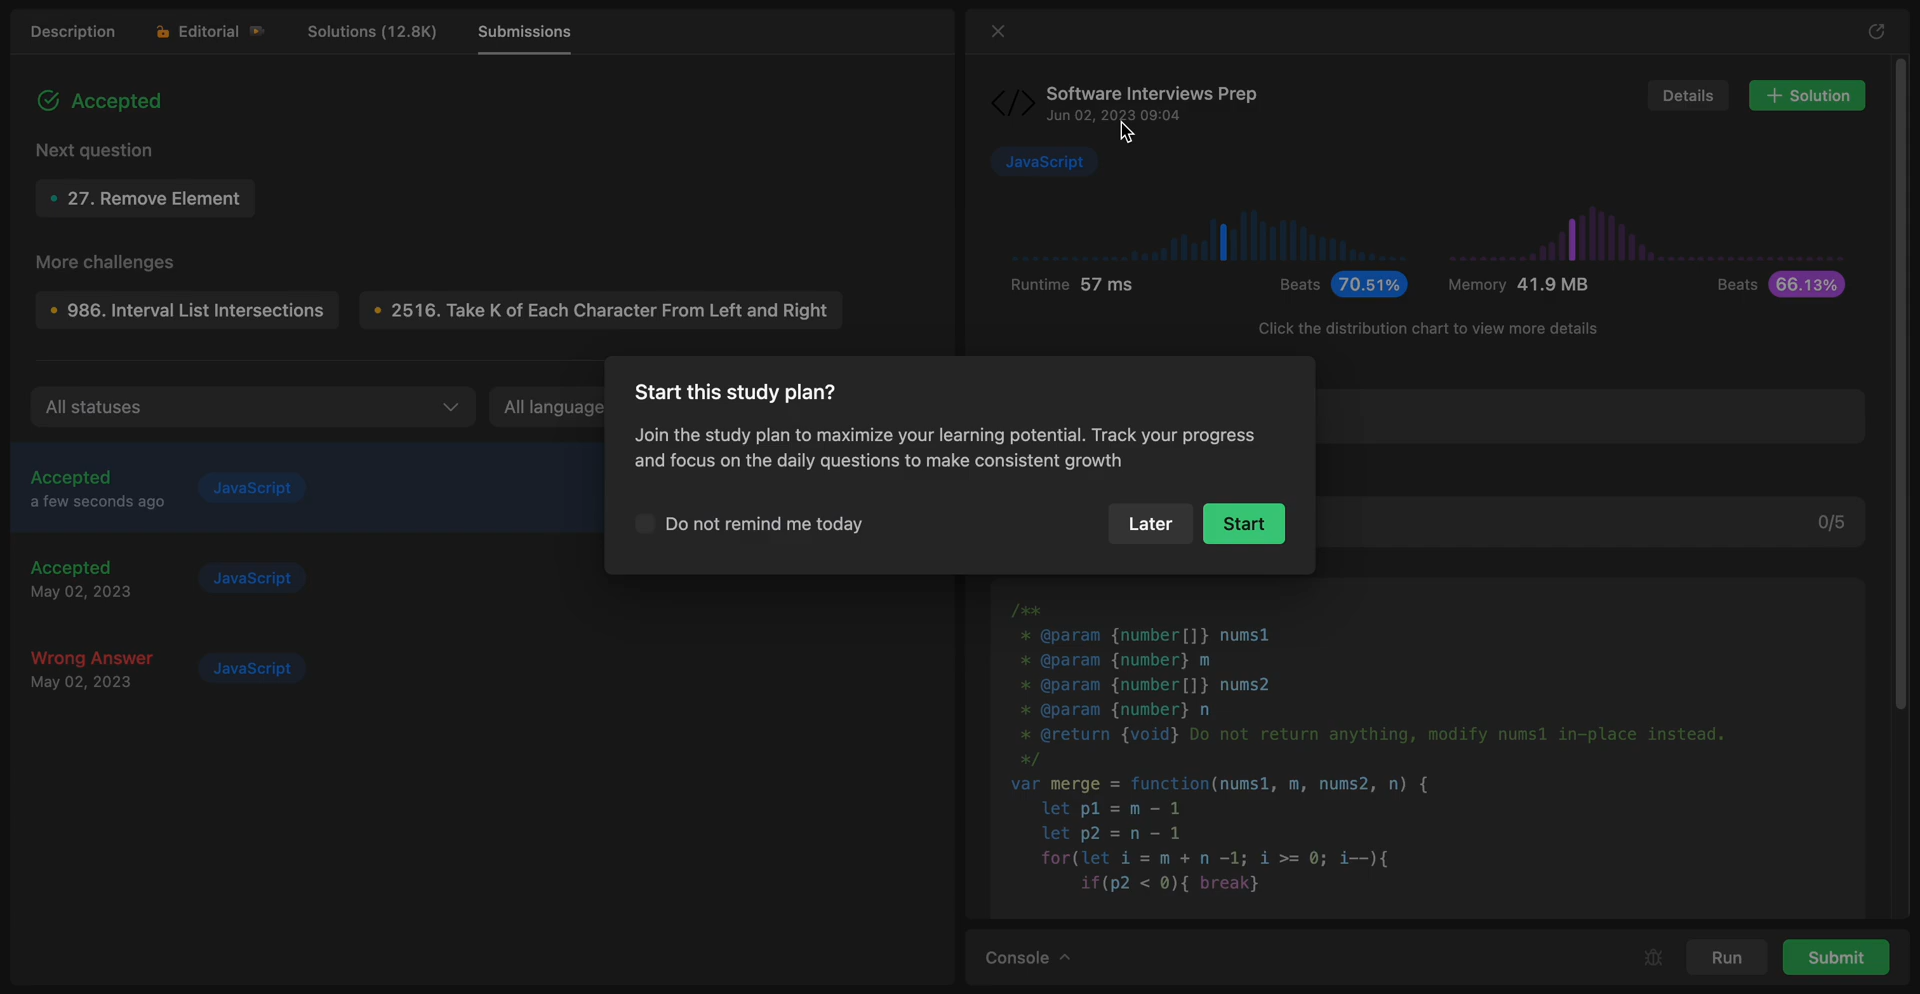 Description
Editorial
Solutions (12.8K)
Submissions
Accepted
Next question
27. Remove Element
More challenges
986. Interval List Intersections
2516. Take K of Each Character From Left and Right
All statuses
All language
Accepted
a few seconds ago
JavaScript
Accepted
May 02, 2023
JavaScript
Wrong Answer
May 02, 2023
JavaScript
</>
Software Interviews Prep
Jun 02, 2023 09:04
Details
+ Solution
JavaScript
Runtime 57 ms
Beats 70.51%
Memory 41.9 MB
Beats 66.13%
Click the distribution chart to view more details
Start this study plan?
Join the study plan to maximize your learning potential. Track your progress
and focus on the daily questions to make consistent growth
Do not remind me today
Later
Start
0/5
/**
* @param {number[]} nums1
* @param {number} m
* @param {number[]} nums2
* @param {number} n
* @return {void} Do not return anything, modify nums1 in-place instead.
*/
var merge = function(nums1, m, nums2, n) {
let p1 = m - 1
let p2 = n - 1
for(let i = m + n -1; i >= 0; i--){
if(p2 < 0){ break}
Console
Run
Submit